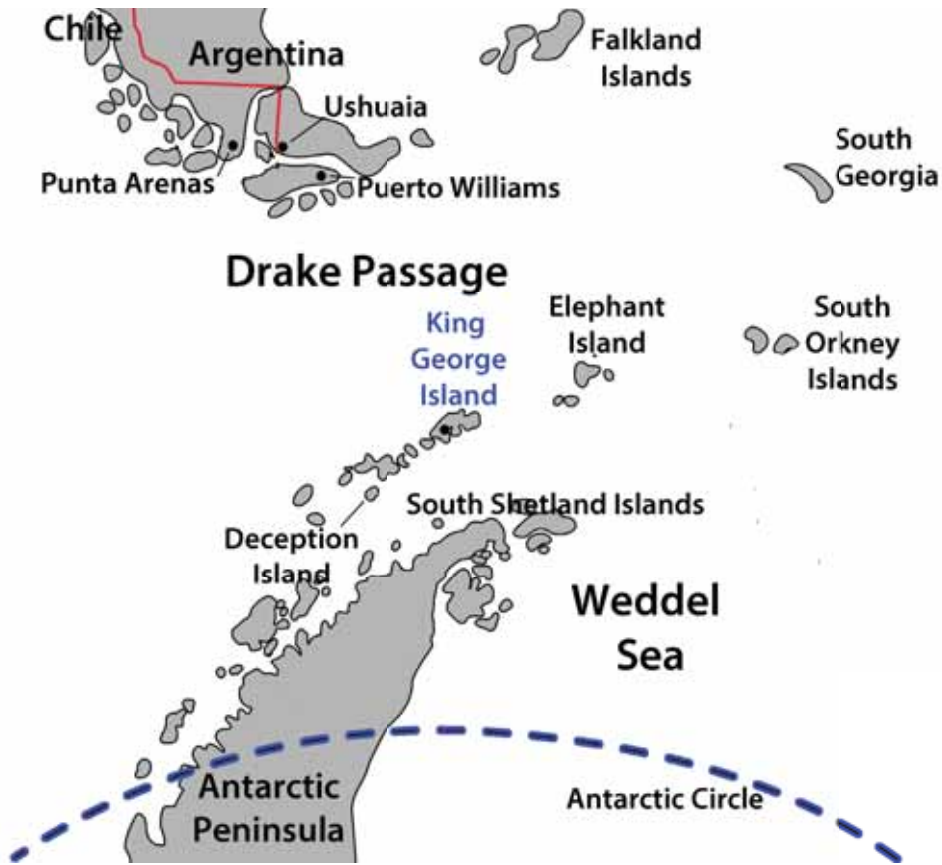 Chile
Argentina
Falkland
Islands
Ushuaia
South
Georgia
Punta Arenas
Puerto Williams
Drake Passage
King
George
Island
Elephant
Island
South
Orkney
Islands
South Shetland Islands
Deception
Island
Weddel
Sea
Antarctic
Peninsula
Antarctic Circle